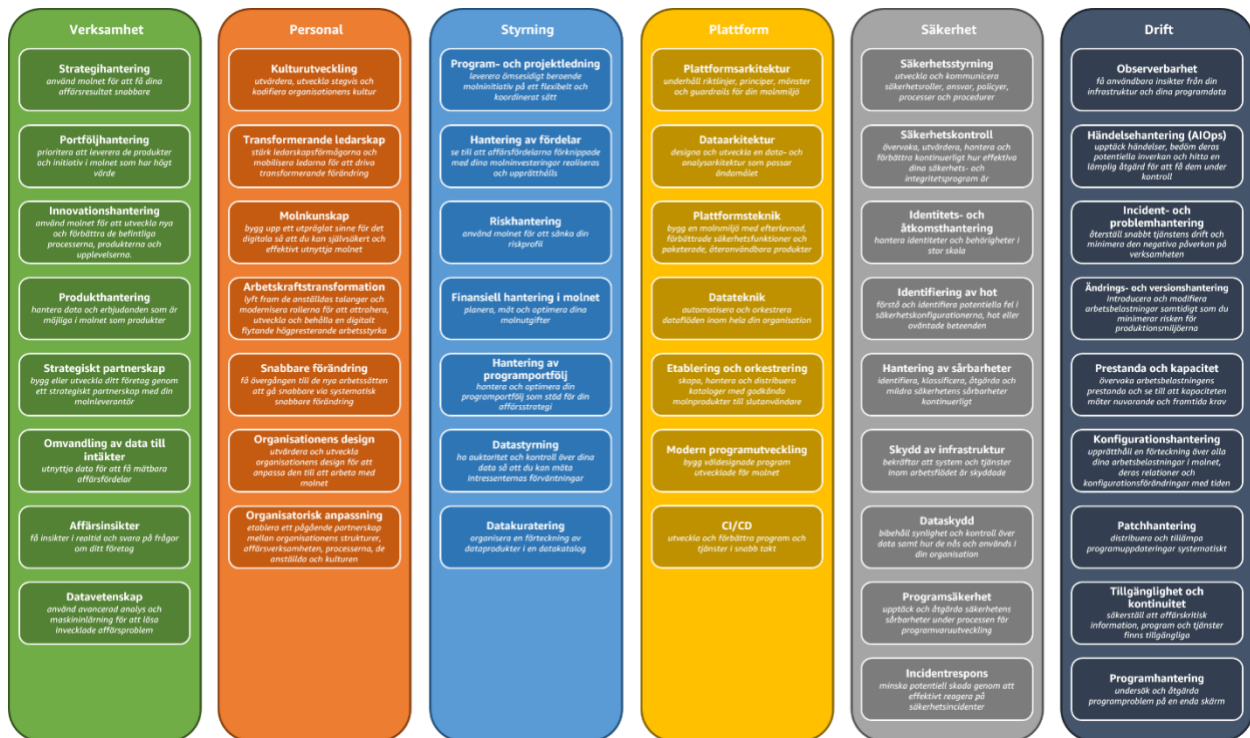 Verksamhet
Strategihantering
använd molnet för att få dina
affärsresultat snabbare
Portföljhantering
prioritera att leverera de produkter
och initiativ i molnet som har högt
värde
Innovationshantering
använd molnet för att utveckla nya
och förbättra de befintliga
processerna, produkterna och
upplevelserna.
Produkthantering
hantera data och erbjudanden som är
möjliga i molnet som produkter
Strategiskt partnerskap
bygg eller utveckla ditt företag genom
ett strategiskt partnerskap med din
molnleverantör
Omvandling av data till
intäkter
utnyttja data för att få mätbara
affärsfördelar
Affärsinsikter
få insikter i realtid och svara på frågor
om ditt företag
Datavetenskap
använd avancerad analys och
maskininlärning för att lösa
invecklade affärsproblem
Personal
Kulturutveckling
utvärdera, utveckla stegvis och
kodifiera organisationens kultur
Transformerande ledarskap
stärk ledarskapsförmågorna och
mobilisera ledarna för att driva
transformerande förändring
Molnkunskap
bygg upp ett utpräglat sinne för det
digitala så att du kan självsäkert och
effektivt utnyttja molnet
Arbetskraftstransformation
lyft fram de anställdas talanger och
modernisera rollerna för att attrahera,
utveckla och behålla en digitalt
flytande högpresterande arbetsstyrka
Snabbare förändring
få övergången till de nya arbetssätten
att gå snabbare via systematisk
snabbare förändring
Organisationens design
utvärdera och utveckla
organisationens design för att
anpassa den till att arbeta med
molnet
Organisatorisk anpassning
etablera ett pågående partnerskap
mellan organisationens strukturer,
affärsverksamheten, processerna, de
anställda och kulturen
Styrning
Program- och projektledning
leverera ömsesidigt beroende
molninitiativ på ett flexibelt och
koordinerat sätt
Hantering av fördelar
se till att affärsfördelarna förknippade
med dina molninvesteringar realiseras
och upprätthålls
Riskhantering
använd molnet för att sänka din
riskprofil
Finansiell hantering i molnet
planera, mät och optimera dina
molnutgifter
Hantering av
programportfölj
hantera och optimera din
programportfölj som stöd för din
affärsstrategi
Datastyrning
ha auktoritet och kontroll över dina
data så att du kan möta
intressenternas förväntningar
Datakuratering
organisera en förteckning av
dataprodukter i en datakatalog
Plattform
Plattformsarkitektur
underhåll riktlinjer, principer, mönster
och guardrails för din molnmiljö
Dataarkitektur
designa och utveckla en data- och
analysarkitektur som passar
ändamålet
Plattformsteknik
bygg en molnmiljö med efterlevnad,
förbättrade säkerhetsfunktioner och
paketerade, återanvändbara produkter
Datateknik
automatisera och orkestrera
dataflöden inom hela din organisation
Etablering och orkestrering
skapa, hantera och distribuera
kataloger med godkända
molnprodukter till slutanvändare
Modern programutveckling
bygg väldesignade program
utvecklade för molnet
CI/CD
utveckla och förbättra program och
tjänster i snabb takt
Säkerhet
Säkerhetsstyrning
utveckla och kommunicera
säkerhetsroller, ansvar, policyer,
processer och procedurer
Säkerhetskontroll
övervaka, utvärdera, hantera och
förbättra kontinuerligt hur effektiva
dina säkerhets- och
integritetsprogram är
Identitets- och
åtkomsthantering
hantera identiteter och behörigheter i
stor skala
Identifiering av hot
förstå och identifiera potentiella fel i
säkerhetskonfigurationerna, hot eller
oväntade beteenden
Hantering av sårbarheter
identifiera, klassificera, åtgärda och
mildra säkerhetens sårbarheter
kontinuerligt
Skydd av infrastruktur
bekräftar att system och tjänster
inom arbetsflödet är skyddade
Dataskydd
bibehåll synlighet och kontroll över
data samt hur de nås och används i
din organisation
Programsäkerhet
upptäck och åtgärda säkerhetens
sårbarheter under processen för
programvaruutveckling
Incidentrespons
minska potentiell skada genom att
effektivt reagera på
säkerhetsincidenter
Drift
Observerbarhet
få användbara insikter från din
infrastruktur och dina programdata
Händelsehantering (AIOps)
upptäck händelser, bedöm deras
potentiella inverkan och hitta en
lämplig åtgärd för att få dem under
kontroll
Incident- och
problemhantering
återställ snabbt tjänstens drift och
minimera den negativa påverkan på
verksamheten
Ändrings- och versionshantering
introducera och modifiera
arbetsbelastningar samtidigt som du
minimerar risken för
produktionsmiljöerna
Prestanda och kapacitet
övervaka arbetsbelastningens
prestanda och se till att kapaciteten
möter nuvarande och framtida krav
Konfigurationshantering
upprätthåll en förteckning över alla
dina arbetsbelastningar i molnet,
deras relationer och
konfigurationsförändringar med tiden
Patchhantering
distribuera och tillämpa
programuppdateringar systematiskt
Tillgänglighet och
kontinuitet
säkerställ att affärskritisk
information, program och tjänster
finns tillgängliga
Programhantering
undersök och åtgärda
programproblem på en enda skärm